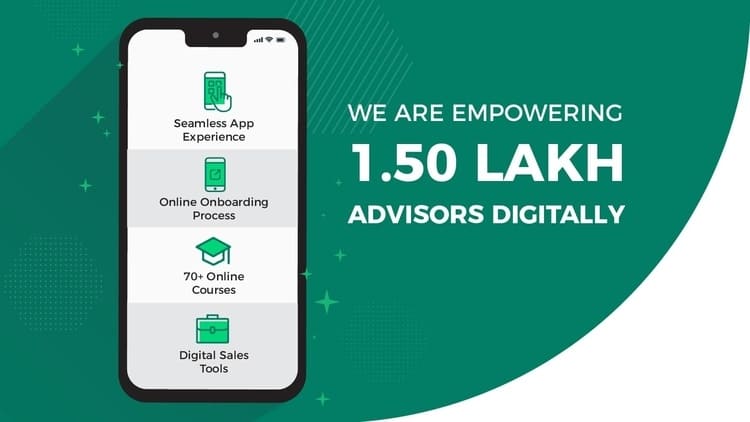 Seamless App
Experience
Online Onboarding
Process
70+ Online
Courses
Digital Sales
Tools
WE ARE EMPOWERING
1.50 LAKH
ADVISORS DIGITALLY